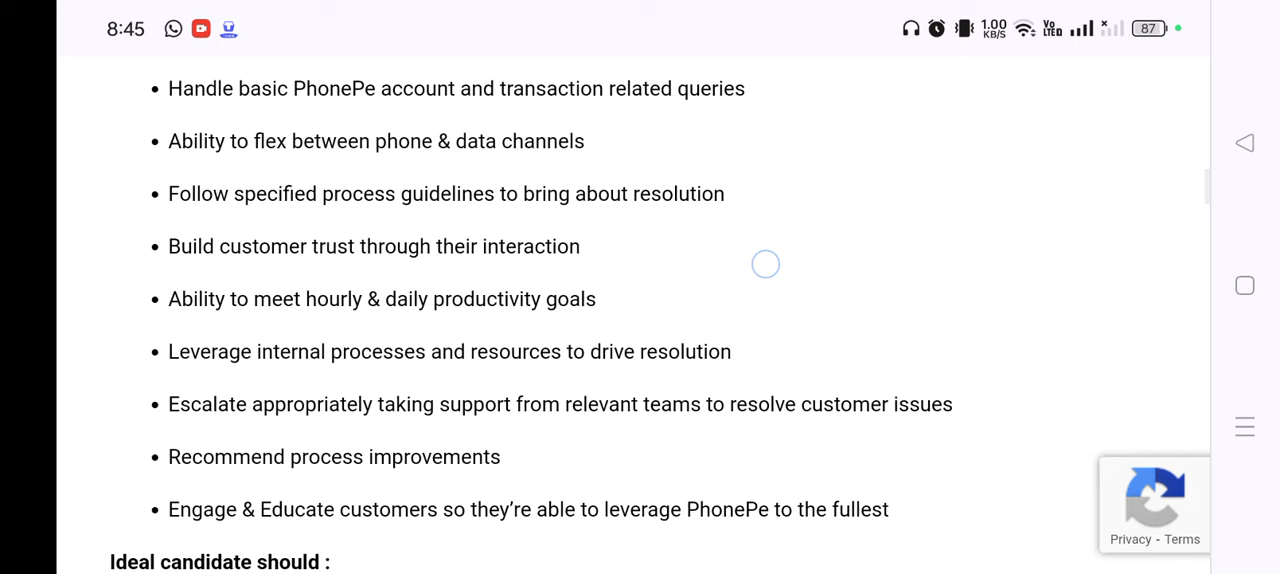 8:45
1.00
KB/S
Vo
LTED
87
• Handle basic PhonePe account and transaction related queries
• Ability to flex between phone & data channels
• Follow specified process guidelines to bring about resolution
• Build customer trust through their interaction
• Ability to meet hourly & daily productivity goals
• Leverage internal processes and resources to drive resolution
• Escalate appropriately taking support from relevant teams to resolve customer issues
• Recommend process improvements
• Engage & Educate customers so they’re able to leverage PhonePe to the fullest
Privacy - Terms
Ideal candidate should :